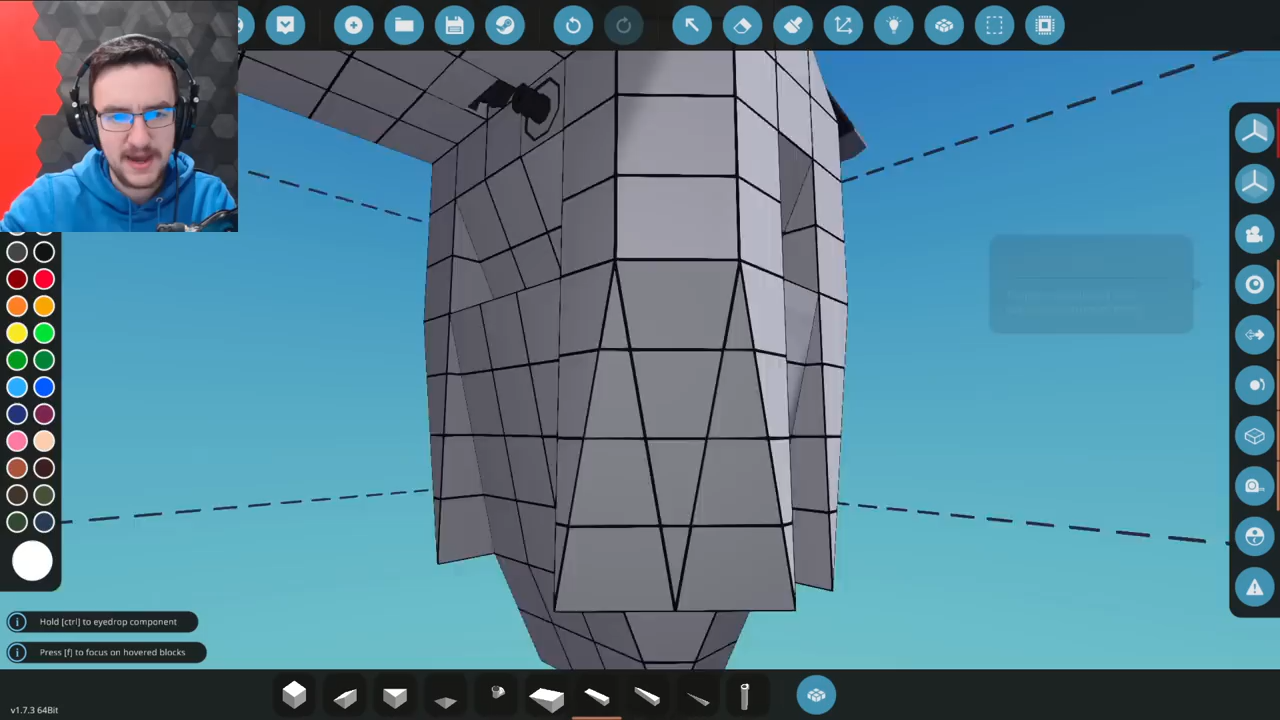 Hold [ctrl] to eyedrop component
Press [f] to focus on hovered blocks
v1.7.3 64Bit